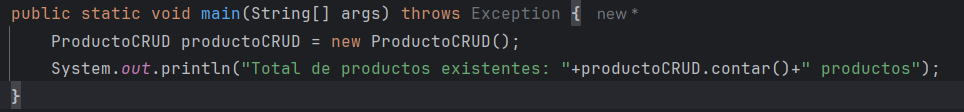 public static void main(String[] args) throws Exception { new *
ProductoCRUD productoCRUD = new ProductoCRUD();
System.out.println("Total de productos existentes: "+productoCRUD.contar()+" productos");
}